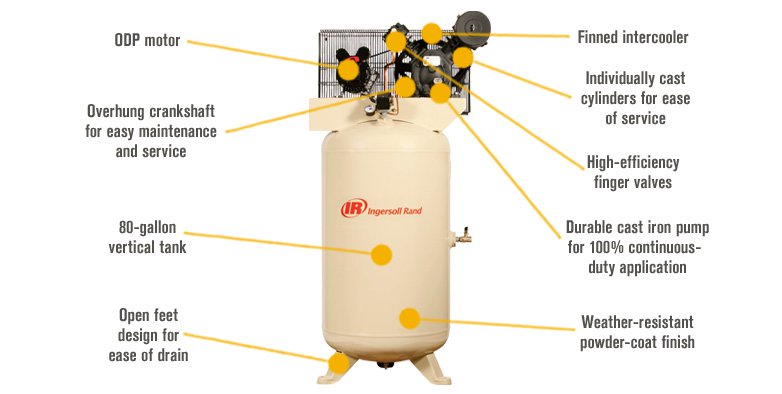 ODP motor
Overhung crankshaft
for easy maintenance
and service
80-gallon
vertical tank
Open feet
design for
ease of drain
IR Ingersoll Rand
Finned intercooler
Individually cast
cylinders for ease
of service
High-efficiency
finger valves
Durable cast iron pump
for 100% continuous-
duty application
Weather-resistant
powder-coat finish